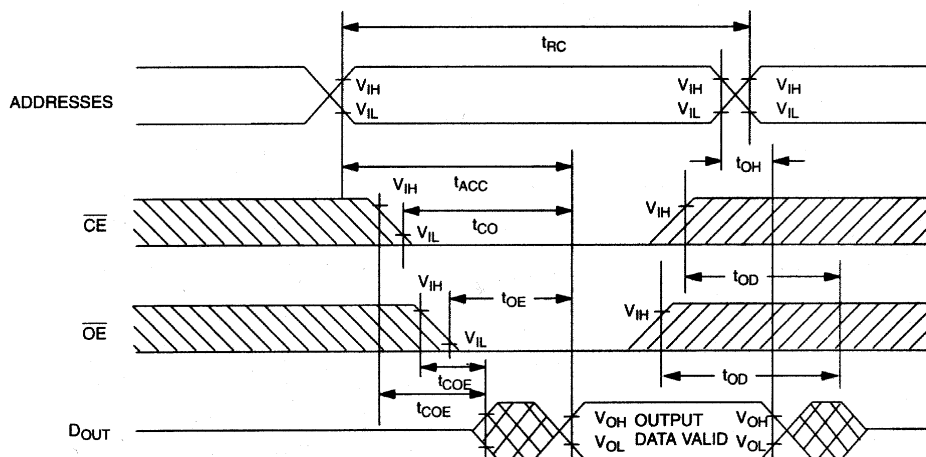 tRC
ADDRESSES
VIH VIH VIH
VIL VIL VIL
tOH
tACC
CE
VIH VIH
tCO
VIL
tOD
OE
VIH VIH
tOE
VIL
tCOE tOD
tCOE
DOUT
VOH OUTPUT VOH
VOL DATA VALID VOL